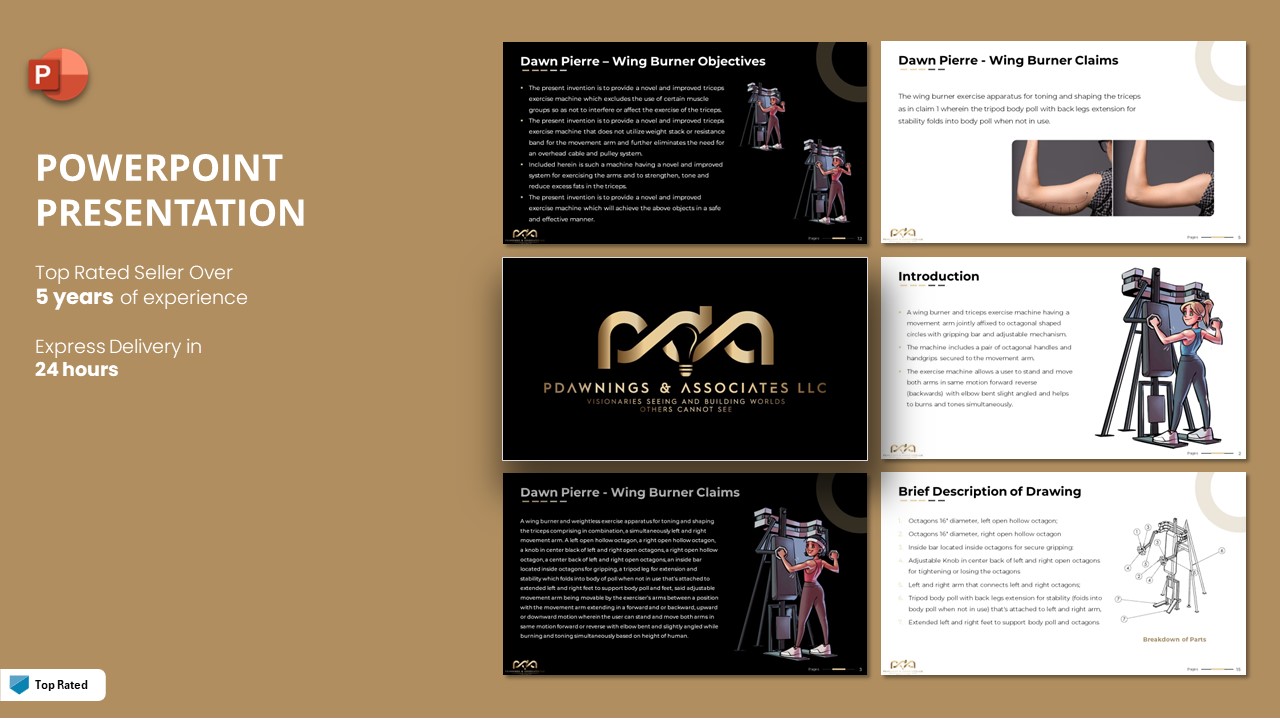 P
POWERPOINT
PRESENTATION
Top Rated Seller Over
5 years of experience
Express Delivery in
24 hours
Top Rated
Dawn Pierre – Wing Burner Objectives
• The present invention is to provide a novel and improved triceps
exercise machine which excludes the use of certain muscle
groups so as not to interfere or affect the exercise of the triceps.
• The present invention is to provide a novel and improved triceps
exercise machine that does not utilize weight stack or resistance
band for the movement arm and further eliminates the need for
an overhead cable and pulley system.
• Included herein is such a machine having a novel and improved
system for exercising the arms and to strengthen, tone and
reduce excess fats in the triceps.
• The present invention is to provide a novel and improved
exercise machine which will achieve the above objects in a safe
and effective manner.
Pages 12
Dawn Pierre - Wing Burner Claims
The wing burner exercise apparatus for toning and shaping the triceps
as in claim 1 wherein the tripod body poll with back legs extension for
stability folds into body poll when not in use.
Pages
PDAWNINGS & ASSOCIATES LLC
VISIONARIES SEEING AND BUILDING WORLDS
OTHERS CANNOT SEE
Introduction
• A wing burner and triceps exercise machine having a
movement arm jointly affixed to octagonal shaped
circles with gripping bar and adjustable mechanism.
• The machine includes a pair of octagonal handles and
handgrips secured to the movement arm.
• The exercise machine allows a user to stand and move
both arms in same motion forward reverse
(backwards) with elbow bent slight angled and helps
to burns and tones simultaneously.
Pages 2
Dawn Pierre - Wing Burner Claims
A wing burner and weightless exercise apparatus for toning and shaping
the triceps comprising in combination, a simultaneously left and right
movement arm. A left open hollow octagon, a right open hollow octagon,
a knob in center black of left and right open octagons, a right open hollow
octagon, a center back of left and right open octagons, an inside bar
located inside octagons for gripping, a tripod leg for extension and
stability which folds into body of poll when not in use that's attached to
extended left and right feet to support body poll and feet, said adjustable
movement arm being movable by the exerciser's arms between a position
with the movement arm extending in a forward and or backward, upward
or downward motion wherein the user can stand and move both arms in
same motion forward or reverse with elbow bent and slightly angled while
burning and toning simultaneously based on height of human.
Pages
Brief Description of Drawing
Octagons 16" diameter, left open hollow octagon;
Octagons 16" diameter, right open hollow octagon
Inside bar located inside octagons for secure gripping;
Adjustable Knob in center back of left and right open octagons
for tightening or losing the octagons
Left and right arm that connects left and right octagons;
Tripod body poll with back legs extension for stability (folds into
body poll when not in use) that's attached to left and right arm,
Extended left and right feet to support body poll and octagons
Breakdown of Parts
Pages